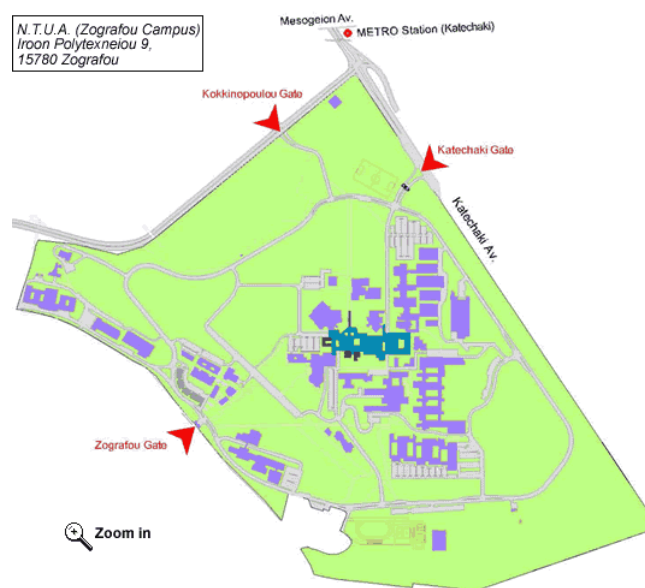 N.T.U.A. (Zografou Campus)
Iroon Polytexneiou 9,
15780 Zografou
Mesogeion Av.
METRO Station (Katechaki)
Kokkinopoulou Gate
Katechaki Gate
Katechaki Av.
Zografou Gate
Zoom in